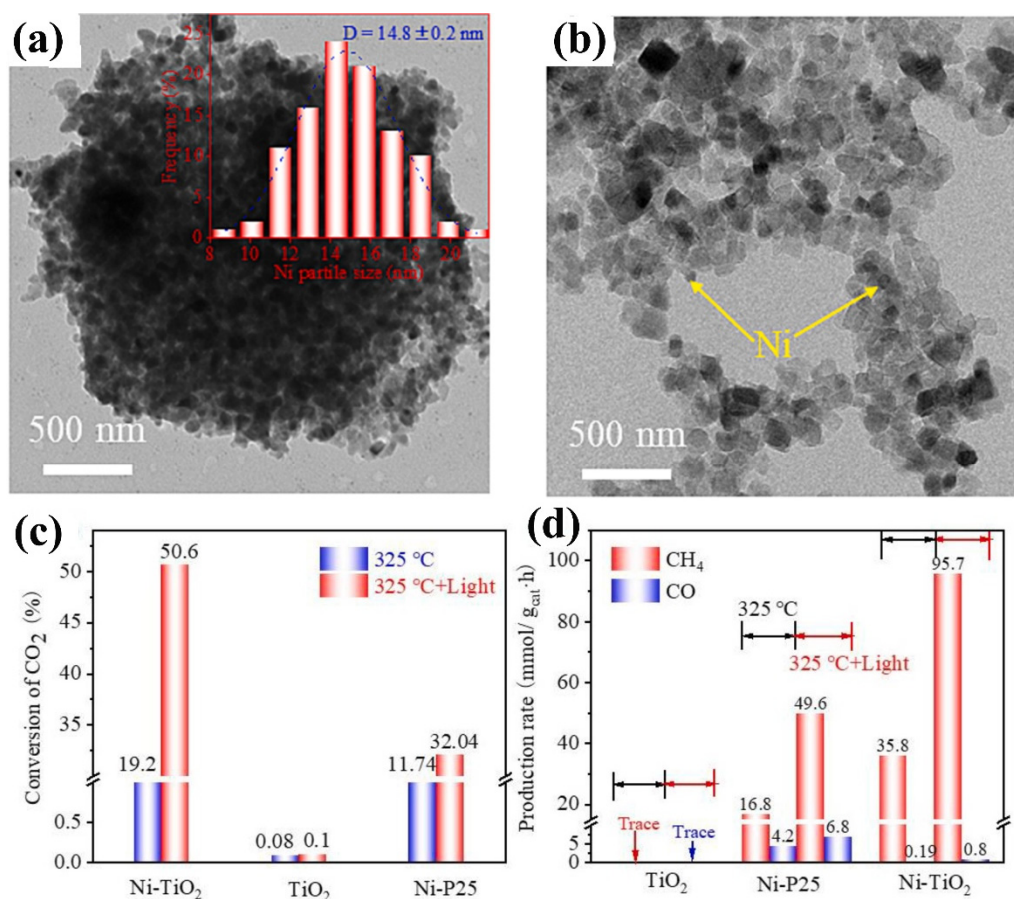 (a)
D = 14.8 ± 0.2 nm
Frequency (%)
25
20
15
10
5
0
8 10 12 14 16 18 20
Ni partile size (nm)
500 nm
(b)
Ni
500 nm
(c)
Conversion of CO₂ (%)
50
45
40
35
0.5
0.0
325 °C
325 °C+Light
19.2
50.6
0.08
0.1
11.74
32.04
Ni-TiO₂ TiO₂ Ni-P25
(d)
Production rate (mmol/ gcat·h)
100
80
60
40
20
5
0
CH₄
CO
325 °C
325 °C+Light
Trace
Trace
16.8
4.2
49.6
6.8
35.8
0.19
95.7
0.8
TiO₂ Ni-P25 Ni-TiO₂